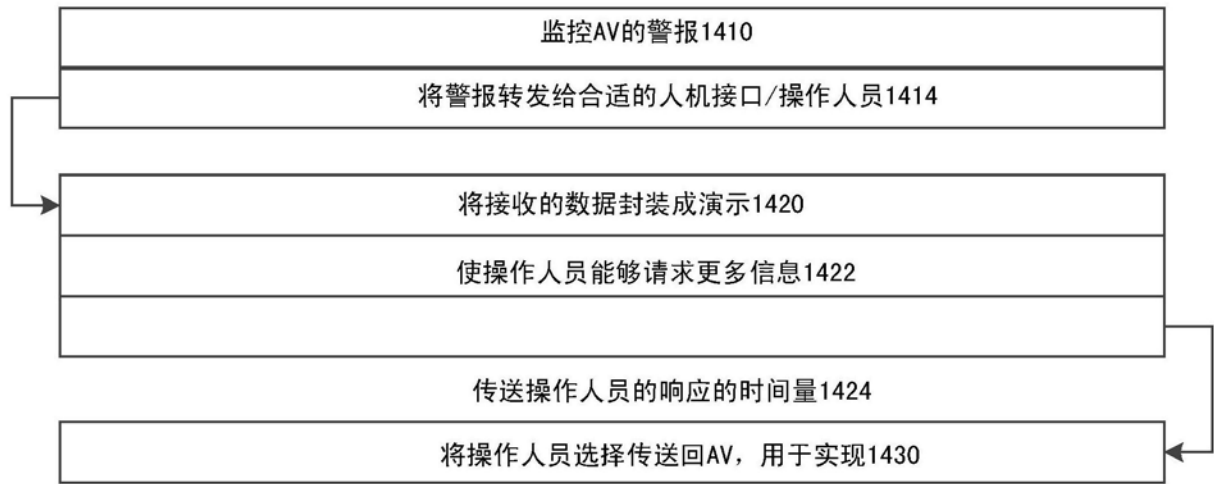 监控AV的警报1410
将警报转发给合适的人机接口/操作人员1414
将接收的数据封装成演示1420
使操作人员能够请求更多信息1422
传送操作人员的响应的时间量1424
将操作人员选择传送回AV，用于实现1430